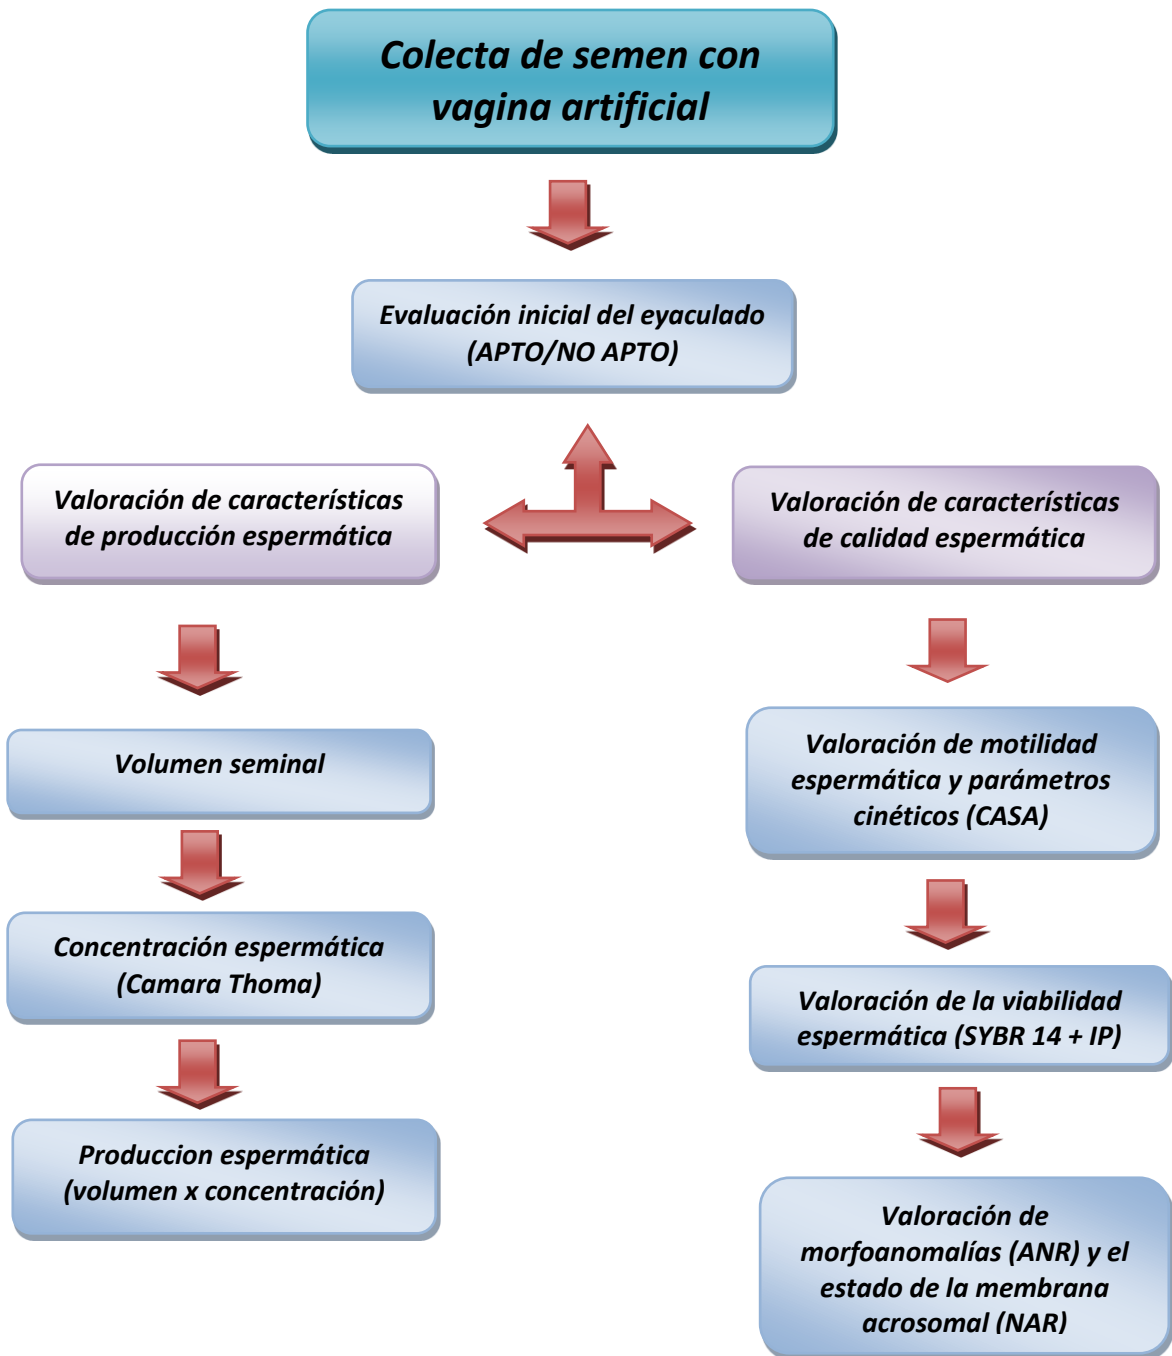 Colecta de semen con
vagina artificial
Evaluación inicial del eyaculado
(APTO/NO APTO)
Valoración de características
de producción espermática
Valoración de características
de calidad espermática
Volumen seminal
Concentración espermática
(Camara Thoma)
Produccion espermática
(volumen x concentración)
Valoración de motilidad
espermática y parámetros
cinéticos (CASA)
Valoración de la viabilidad
espermática (SYBR 14 + IP)
Valoración de
morfoanomalías (ANR) y el
estado de la membrana
acrosomal (NAR)